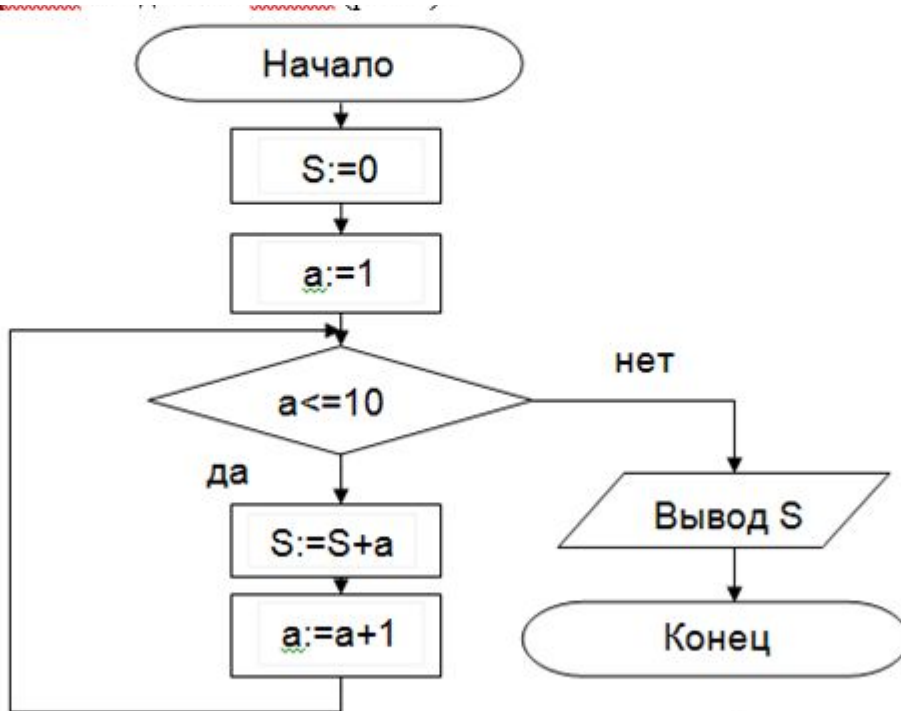 Начало
S:=0
a:=1
a<=10
нет
да
S:=S+a
Вывод S
a:=a+1
Конец